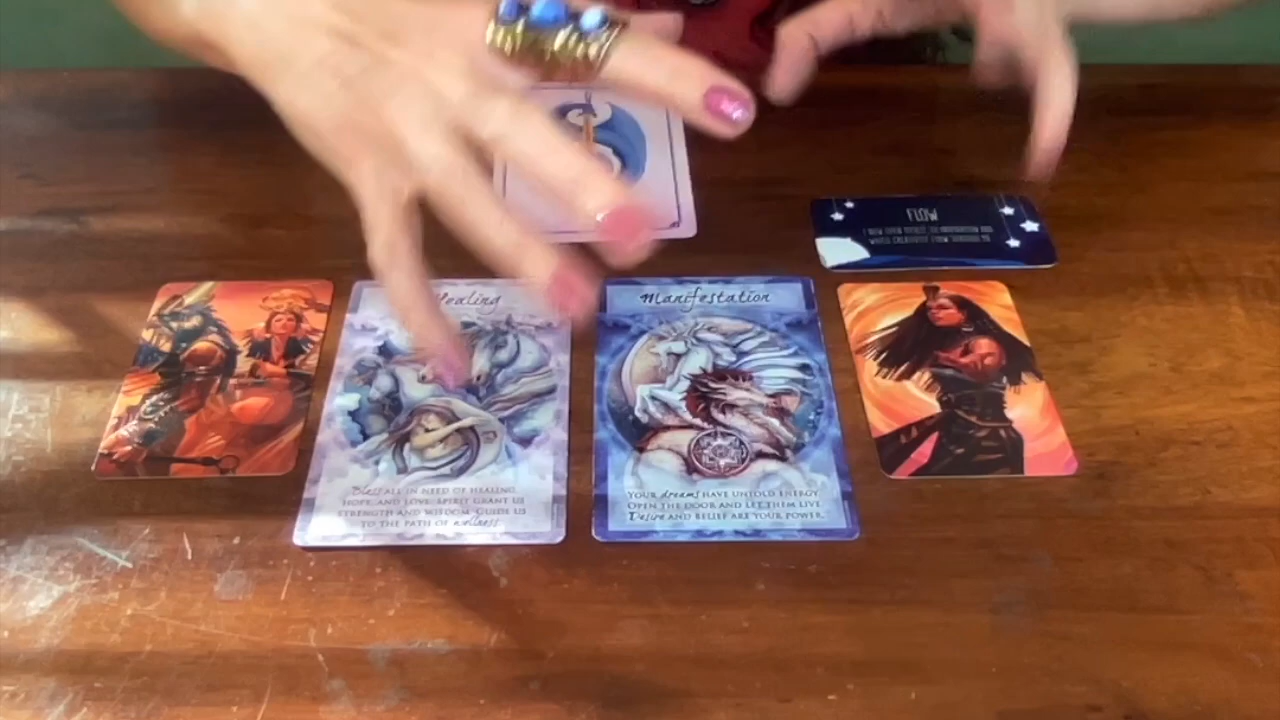 FLOW
Healing
Manifestation
Bless ALL IN NEED OF HEALING,
HOPE, AND LOVE. SPIRIT GRANT US
STRENGTH AND WISDOM. GUIDE US
TO THE PATH OF wellness.
YOUR dreams HAVE UNTOLD ENERGY
OPEN THE DOOR AND LET THEM LIVE
Desire AND BELIEF ARE YOUR POWER.